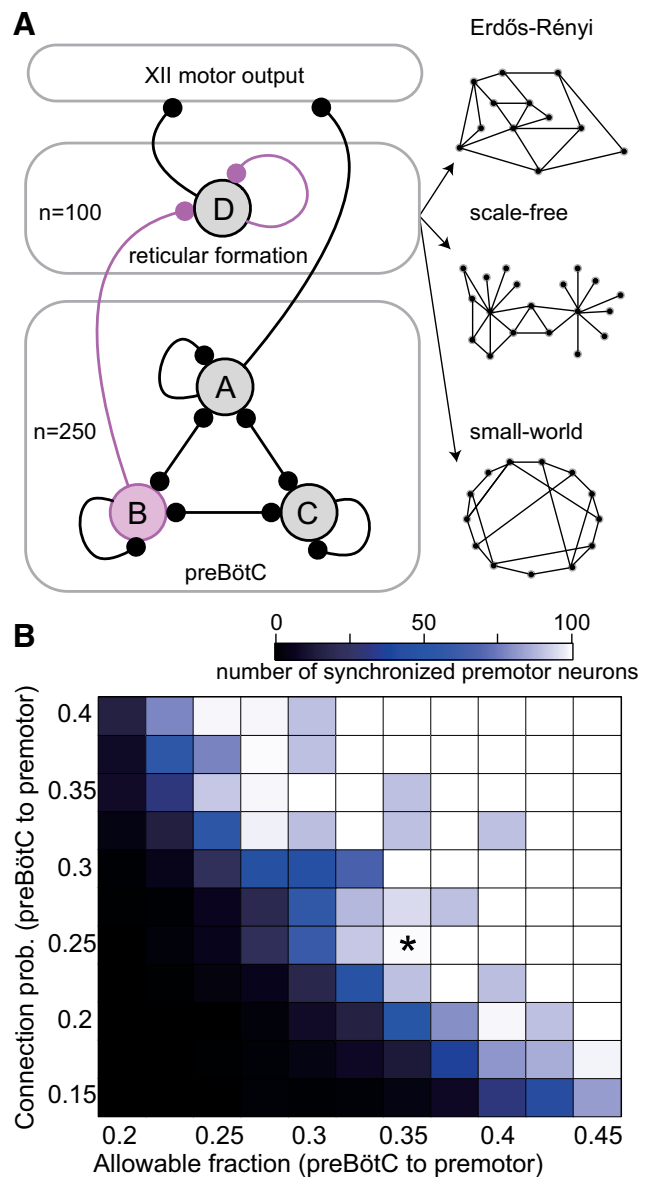 A
Erdős-Rényi
XII motor output
n=100
D
reticular formation
scale-free
A
n=250
small-world
B
C
preBötC
B
0
50
100
number of synchronized premotor neurons
Connection prob. (preBötC to premotor)
0.4
0.35
0.3
0.25
*
0.2
0.15
0.2
0.25
0.3
0.35
0.4
0.45
Allowable fraction (preBötC to premotor)